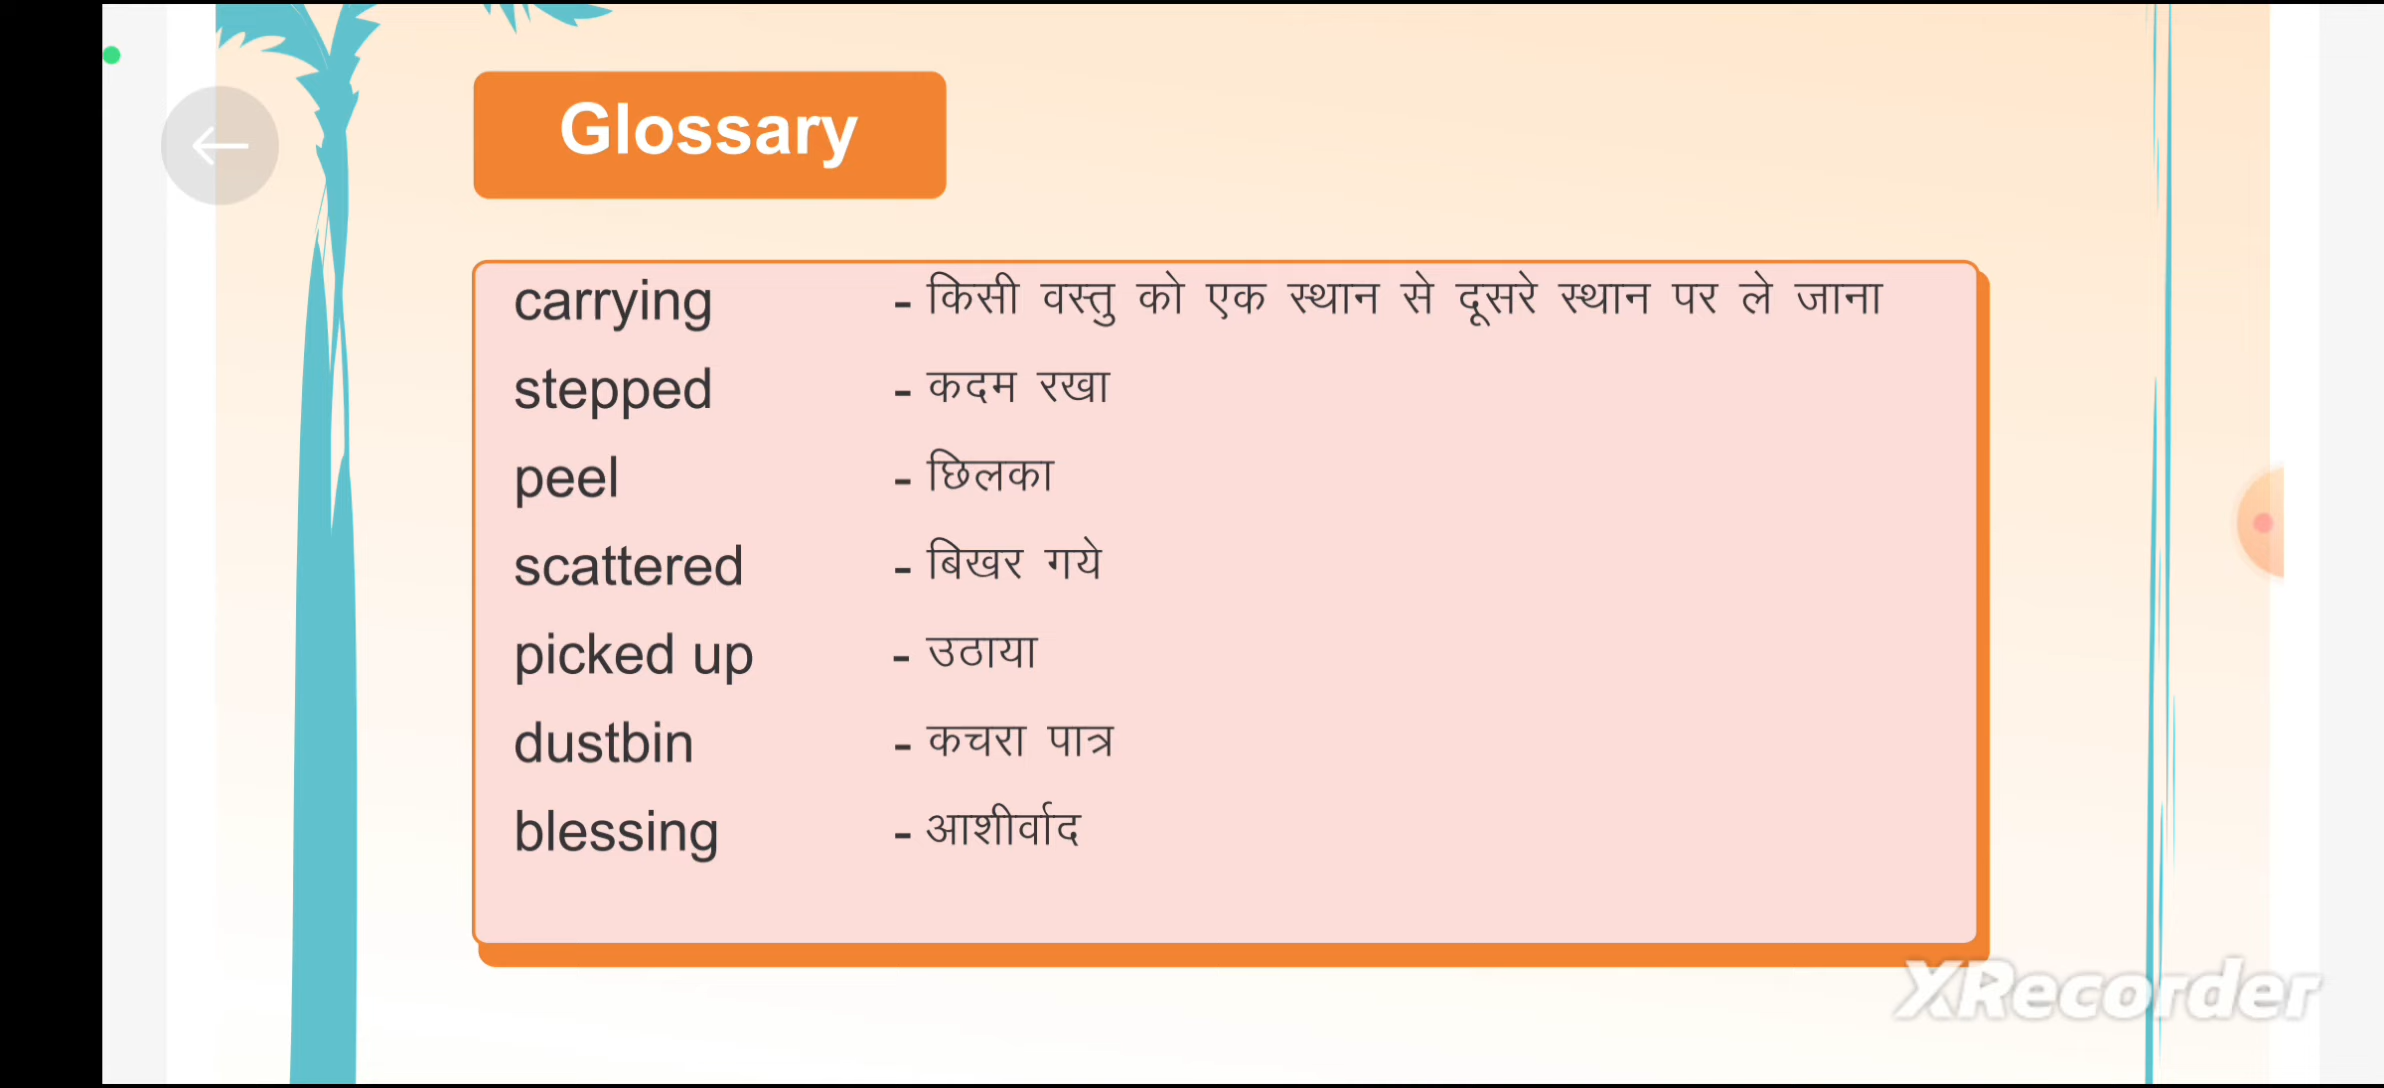 Glossary
carrying - किसी वस्तु को एक स्थान से दूसरे स्थान पर ले जाना
stepped - कदम रखा
peel - छिलका
scattered - बिखर गये
picked up - उठाया
dustbin - कचरा पात्र
blessing - आशीर्वाद
XRecorder